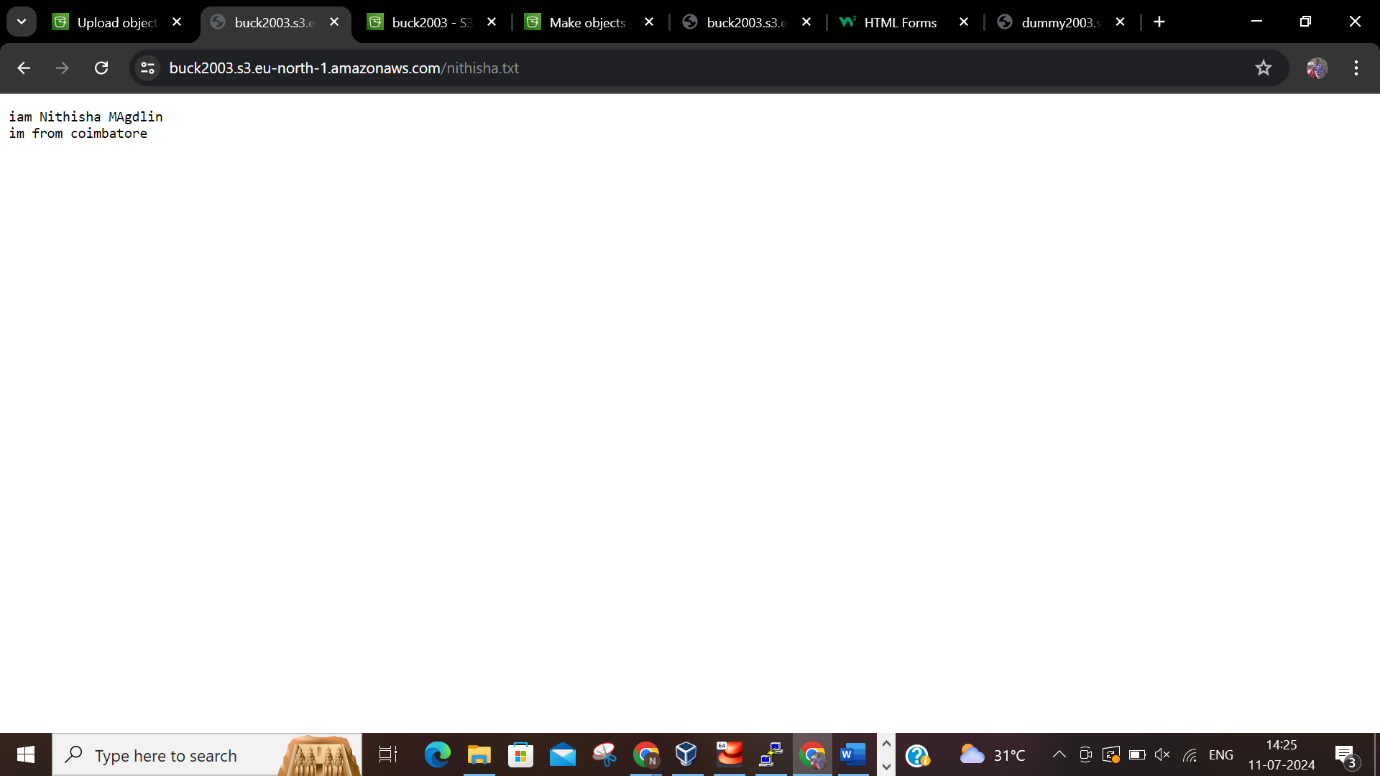 Upload object
buck2003.s3.e
buck2003 - S3
Make objects
buck2003.s3.e
HTML Forms
dummy2003.s
buck2003.s3.eu-north-1.amazonaws.com/nithisha.txt
iam Nithisha MAgdlin
im from coimbatore
Type here to search
31°C
ENG
14:25
11-07-2024
3